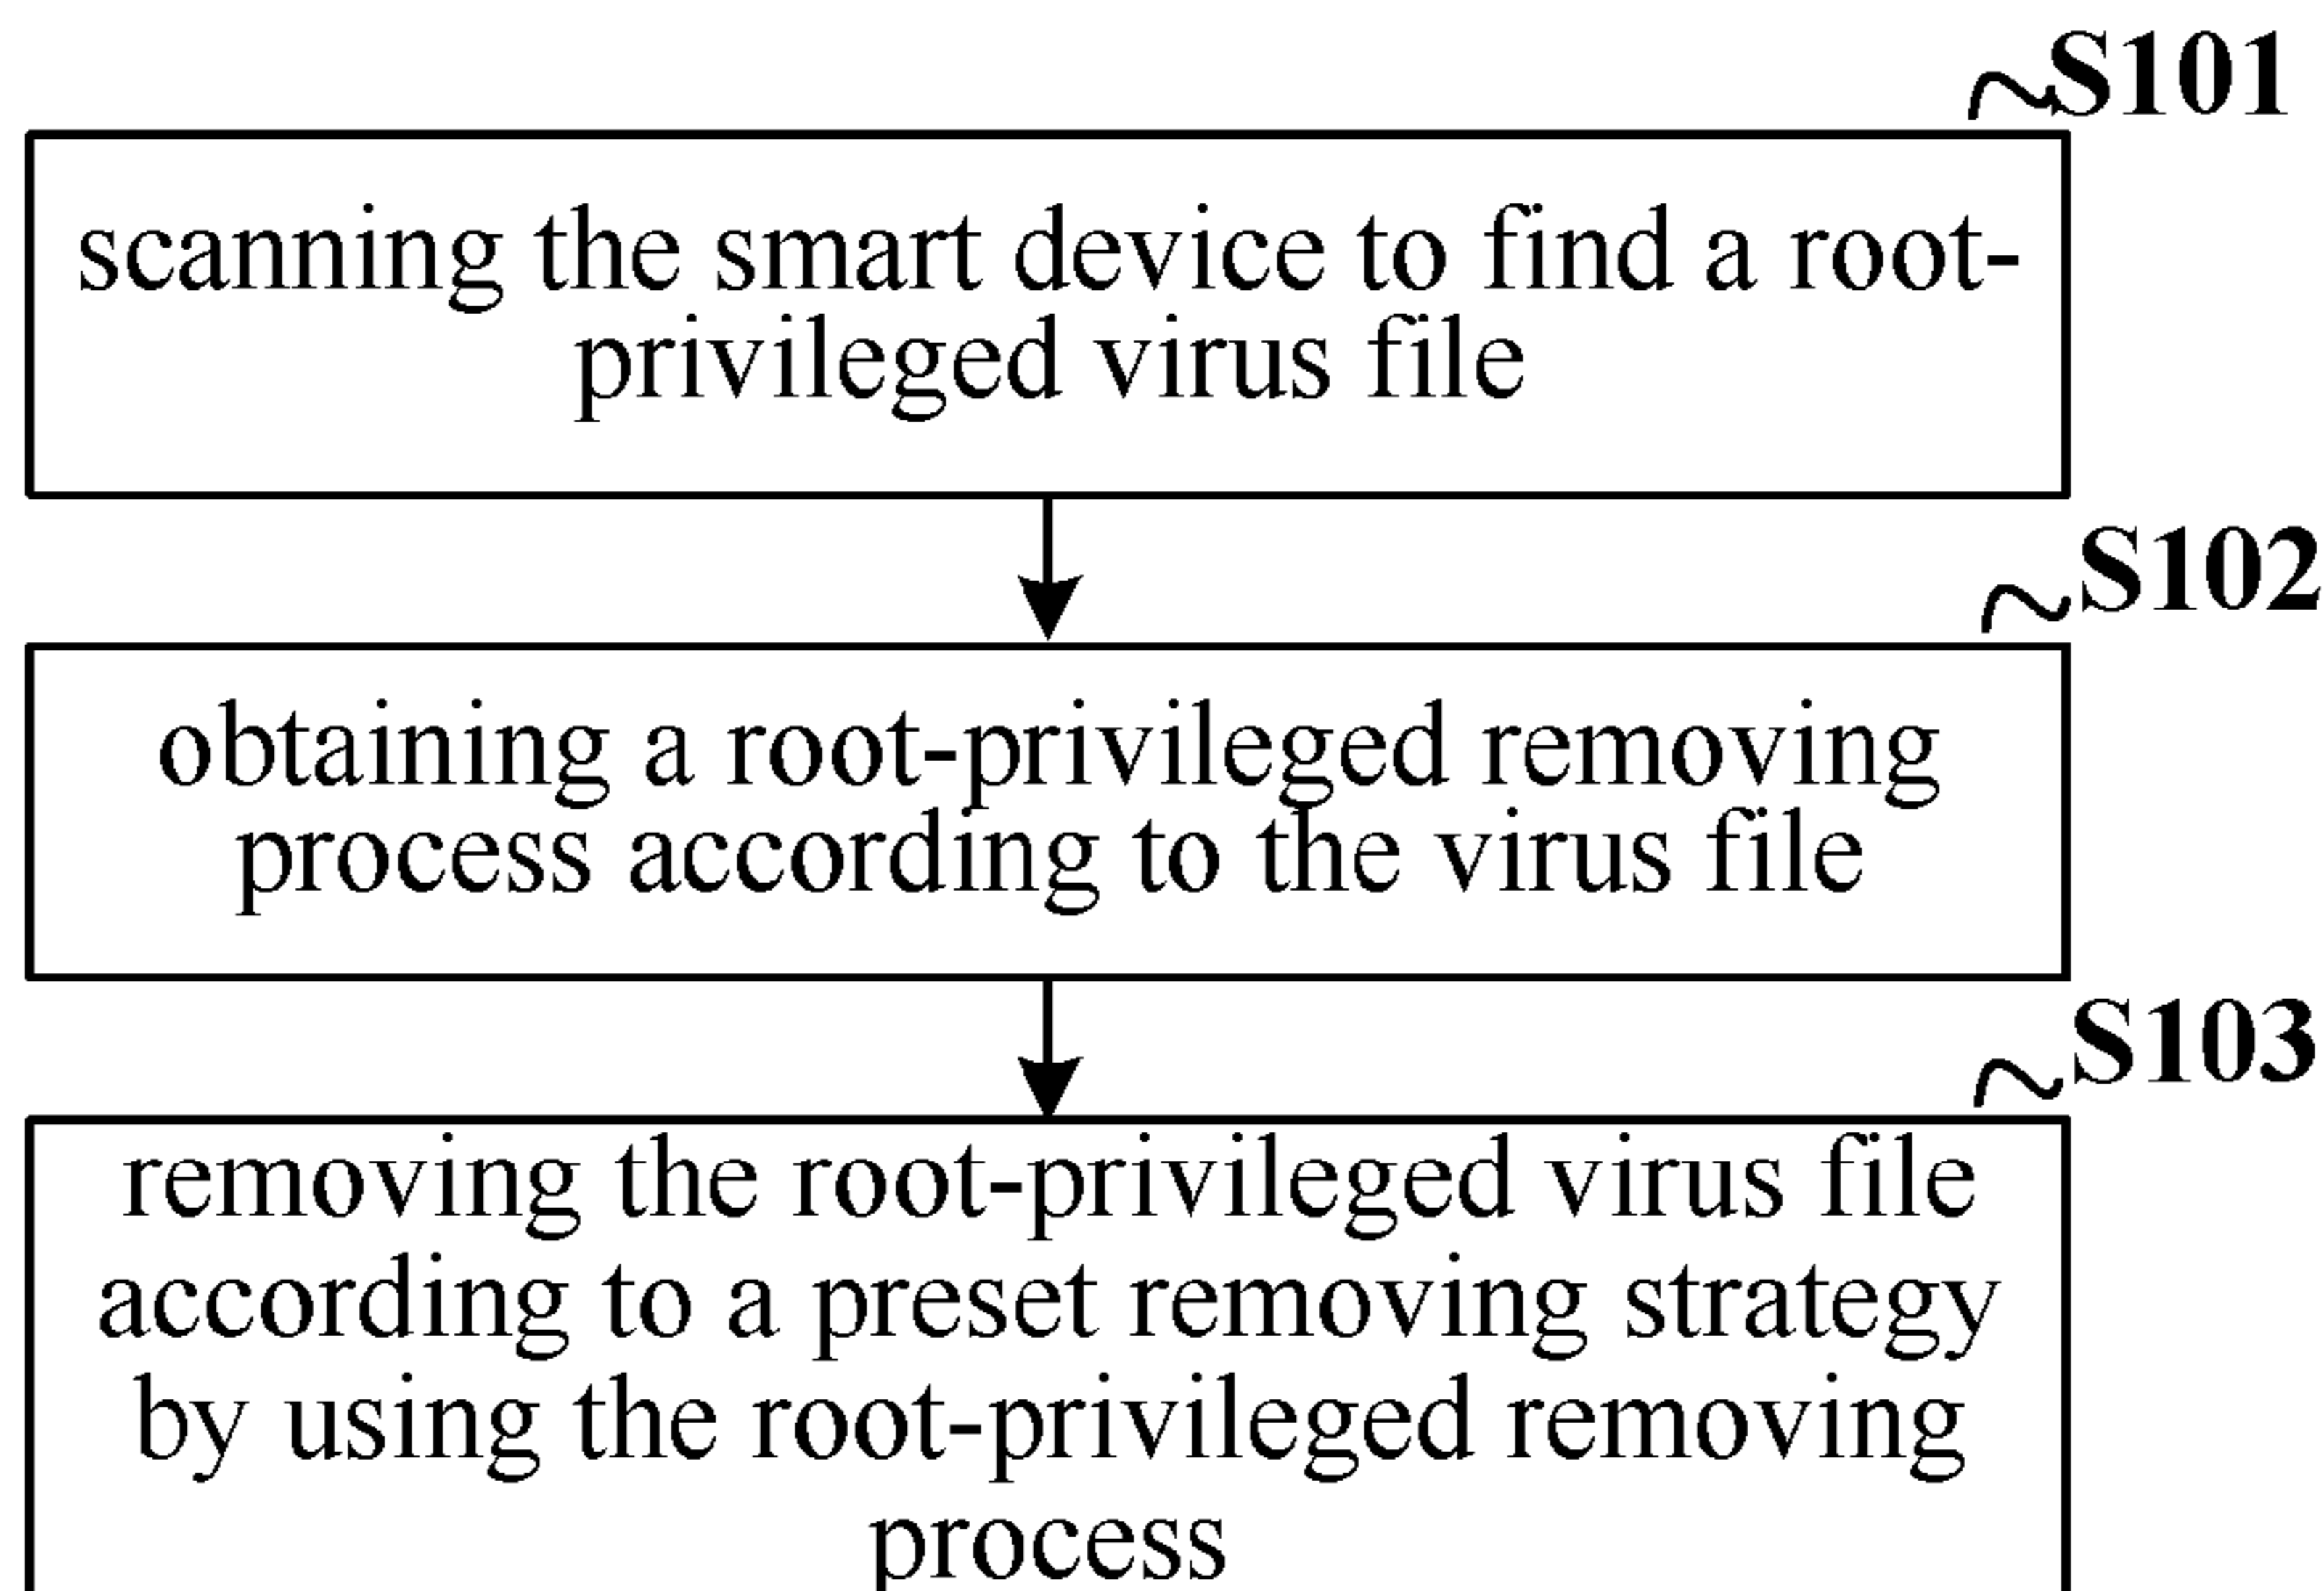 S101
scanning the smart device to find a root-
privileged virus file
S102
obtaining a root-privileged removing
process according to the virus file
S103
removing the root-privileged virus file
according to a preset removing strategy
by using the root-privileged removing
process